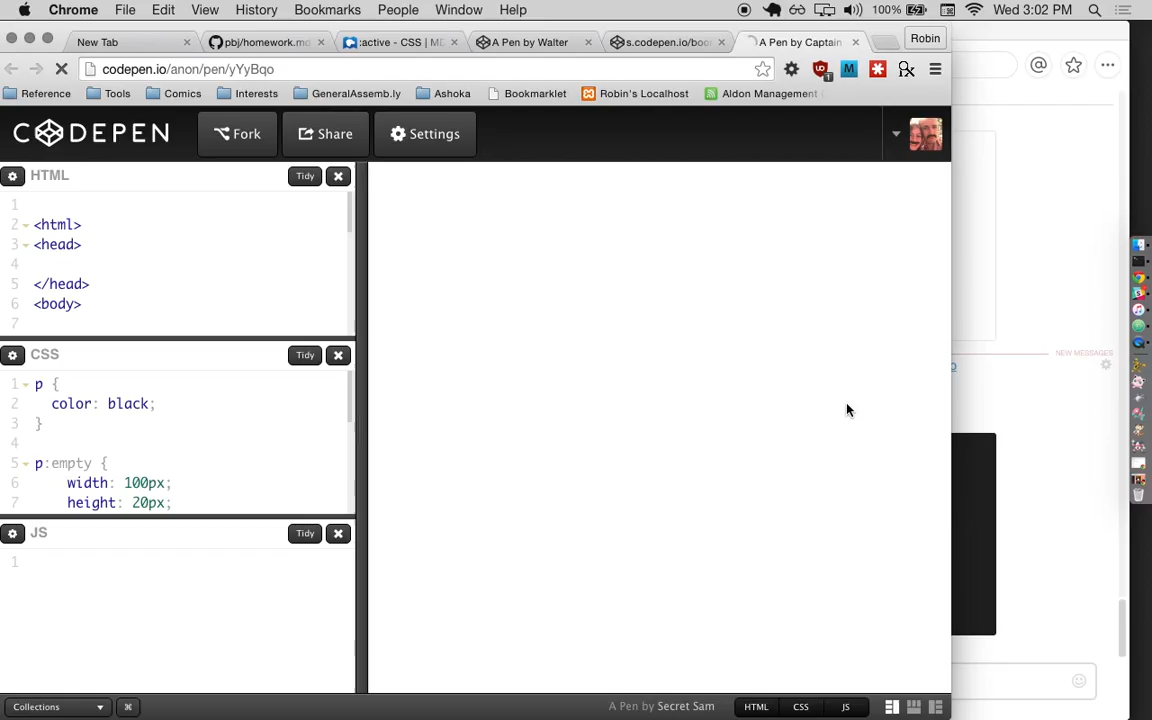 Chrome File Edit View History Bookmarks People Window Help 100% Wed 3:02 PM
New Tab pbj/homework.md :active - CSS | MD A Pen by Walter s.codepen.io/boo A Pen by Captain Robin
codepen.io/anon/pen/yYyBqo
Reference Tools Comics Interests GeneralAssemb.ly Ashoka Bookmarklet Robin's Localhost Aldon Management
CODEPEN Fork Share Settings
HTML Tidy
1
2 <html>
3 <head>
4
5 </head>
6 <body>
7
NEW MESSAGES
CSS Tidy
1 p {
2 color: black;
3 }
4
5 p:empty {
6 width: 100px;
7 height: 20px;
JS Tidy
1
Collections ⌘ A Pen by Secret Sam HTML CSS JS